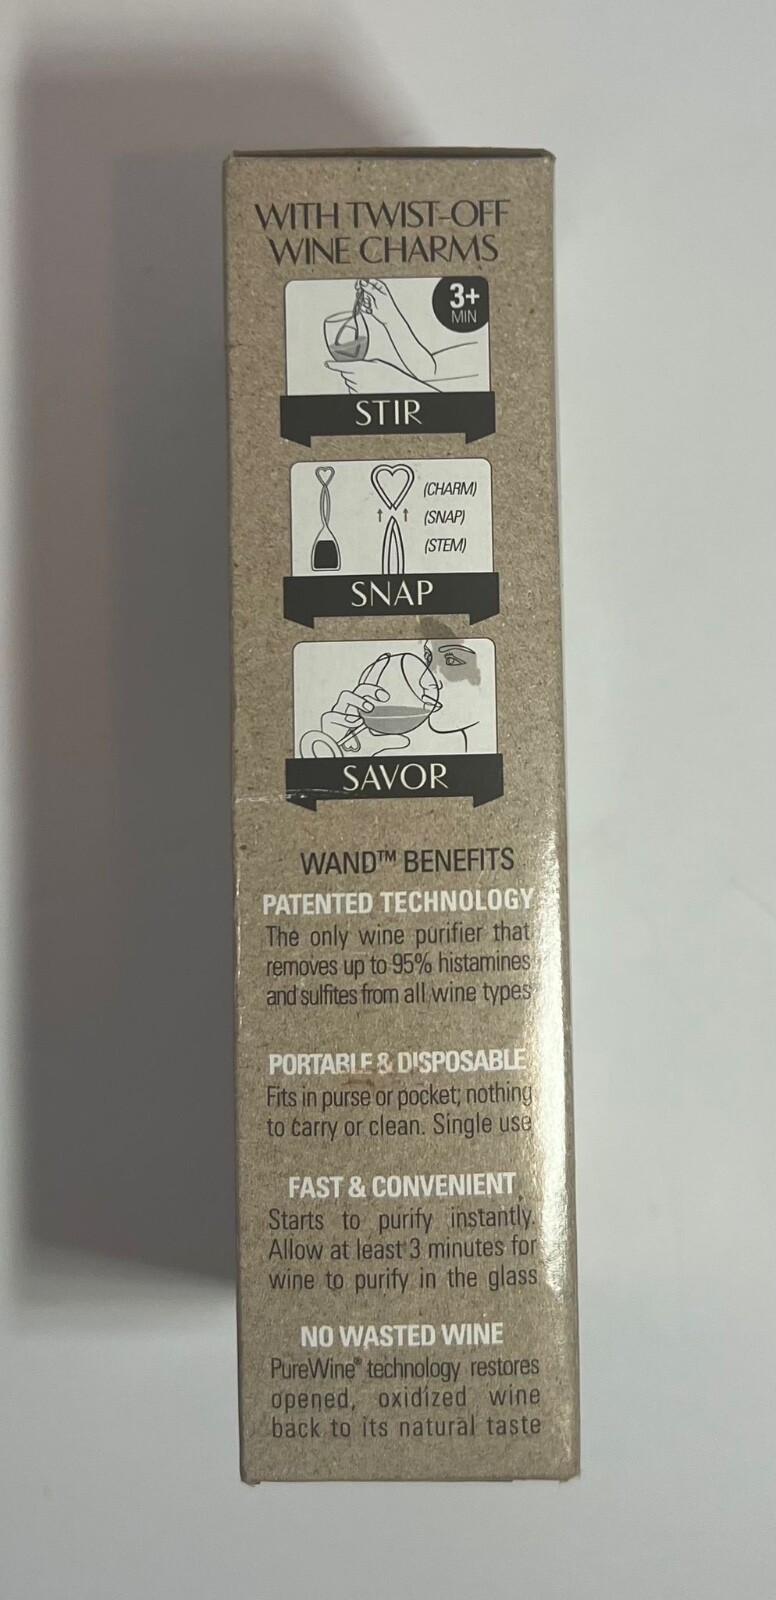 WITH TWIST-OFF
WINE CHARMS
3+
MIN
STIR
(CHARM)
(SNAP)
(STEM)
SNAP
SAVOR
WAND™ BENEFITS
PATENTED TECHNOLOGY
The only wine purifier that
removes up to 95% histamines
and sulfites from all wine types
PORTABLE & DISPOSABLE
Fits in purse or pocket; nothing
to carry or clean. Single use
FAST & CONVENIENT
Starts to purify instantly.
Allow at least 3 minutes for
wine to purify in the glass
NO WASTED WINE
PureWine® technology restores
opened, oxidized wine
back to its natural taste